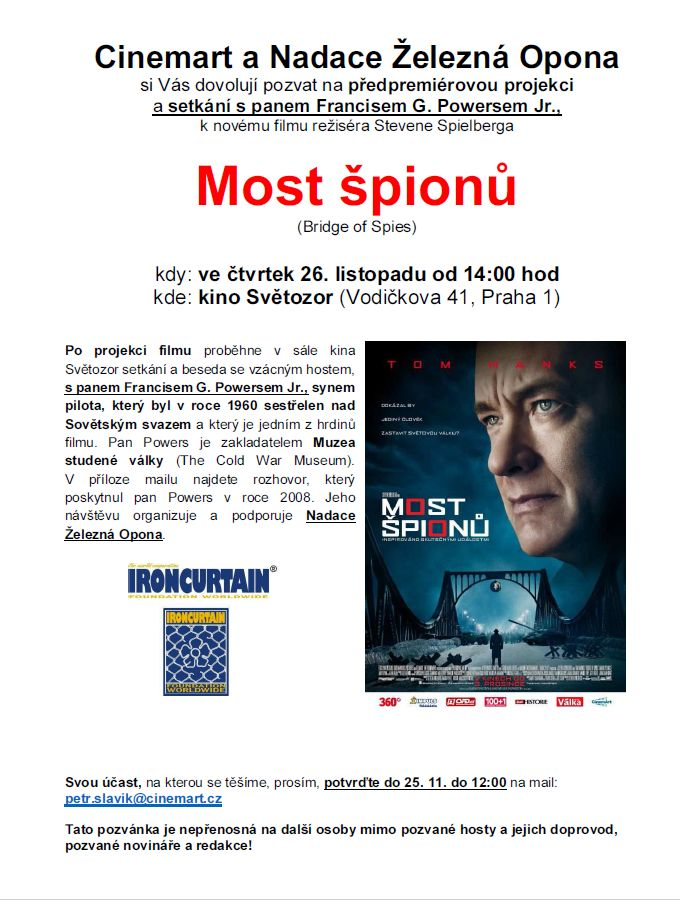 Cinemart a Nadace Železná Opona
si Vás dovolují pozvat na předpremiérovou projekci
a setkání s panem Francisem G. Powersem Jr.,
k novému filmu režiséra Stevene Spielberga
Most špionů
(Bridge of Spies)
kdy: ve čtvrtek 26. listopadu od 14:00 hod
kde: kino Světozor (Vodičkova 41, Praha 1)
Po projekci filmu proběhne v sále kina
Světozor setkání a beseda se vzácným hostem,
s panem Francisem G. Powersem Jr., synem
pilota, který byl v roce 1960 sestřelen nad
Sovětským svazem a který je jedním z hrdinů
filmu. Pan Powers je zakladatelem Muzea
studené války (The Cold War Museum).
V příloze mailu najdete rozhovor, který
poskytnul pan Powers v roce 2008. Jeho
návštěvu organizuje a podporuje Nadace
Železná Opona.
IRONCURTAIN®
FOUNDATION WORLDWIDE
IRONCURTAIN
FOUNDATION
WORLDWIDE
TOM HANKS
DOKÁZAL BY
JEDINÝ ČLOVĚK
ZASTAVIT SVĚTOVOU VÁLKU?
MOST
ŠPIONŮ
INSPIROVÁNO SKUTEČNÝMI UDÁLOSTMI
V KINECH OD
3. PROSINCE
360°
100+1
HISTORIE
Válka
CinemArt
Svou účast, na kterou se těšíme, prosím, potvrďte do 25. 11. do 12:00 na mail:
petr.slavik@cinemart.cz
Tato pozvánka je nepřenosná na další osoby mimo pozvané hosty a jejich doprovod,
pozvané novináře a redakce!